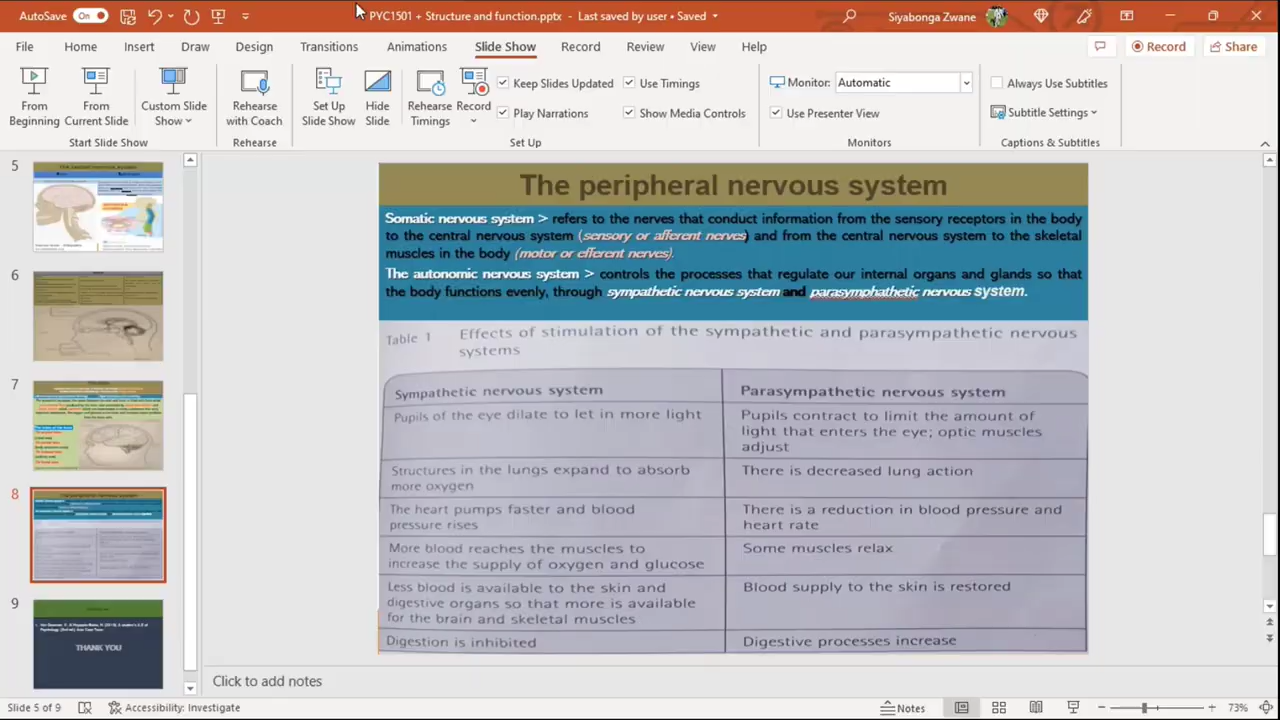 AutoSave On PYC1501 + Structure and function.pptx - Last saved by user • Saved Siyabonga Zwane
File Home Insert Draw Design Transitions Animations Slide Show Record Review View Help Record Share
From Beginning
From Current Slide
Custom Slide Show
Rehearse with Coach
Set Up Slide Show
Hide Slide
Rehearse Timings
Record
Keep Slides Updated
Use Timings
Play Narrations
Show Media Controls
Monitor: Automatic
Use Presenter View
Always Use Subtitles
Subtitle Settings
Start Slide Show Rehearse Set Up Monitors Captions & Subtitles
5
6
7
8
9
THANK YOU
The peripheral nervous system
Somatic nervous system > refers to the nerves that conduct information from the sensory receptors in the body
to the central nervous system (sensory or afferent nerves) and from the central nervous system to the skeletal
muscles in the body (motor or efferent nerves).
The autonomic nervous system > controls the processes that regulate our internal organs and glands so that
the body functions evenly, through sympathetic nervous system and parasymphathetic nervous system.
Table 1 Effects of stimulation of the sympathetic and parasympathetic nervous
systems
Sympathetic nervous system
Parasympathetic nervous system
Pupils of the eye dilate to let in more light
Pupils contract to limit the amount of
light that enters the eye; optic muscles
adjust
Structures in the lungs expand to absorb
more oxygen
There is decreased lung action
The heart pumps faster and blood
pressure rises
There is a reduction in blood pressure and
heart rate
More blood reaches the muscles to
increase the supply of oxygen and glucose
Some muscles relax
Less blood is available to the skin and
digestive organs so that more is available
for the brain and skeletal muscles
Blood supply to the skin is restored
Digestion is inhibited
Digestive processes increase
Click to add notes
Slide 5 of 9 Accessibility: Investigate Notes 73%